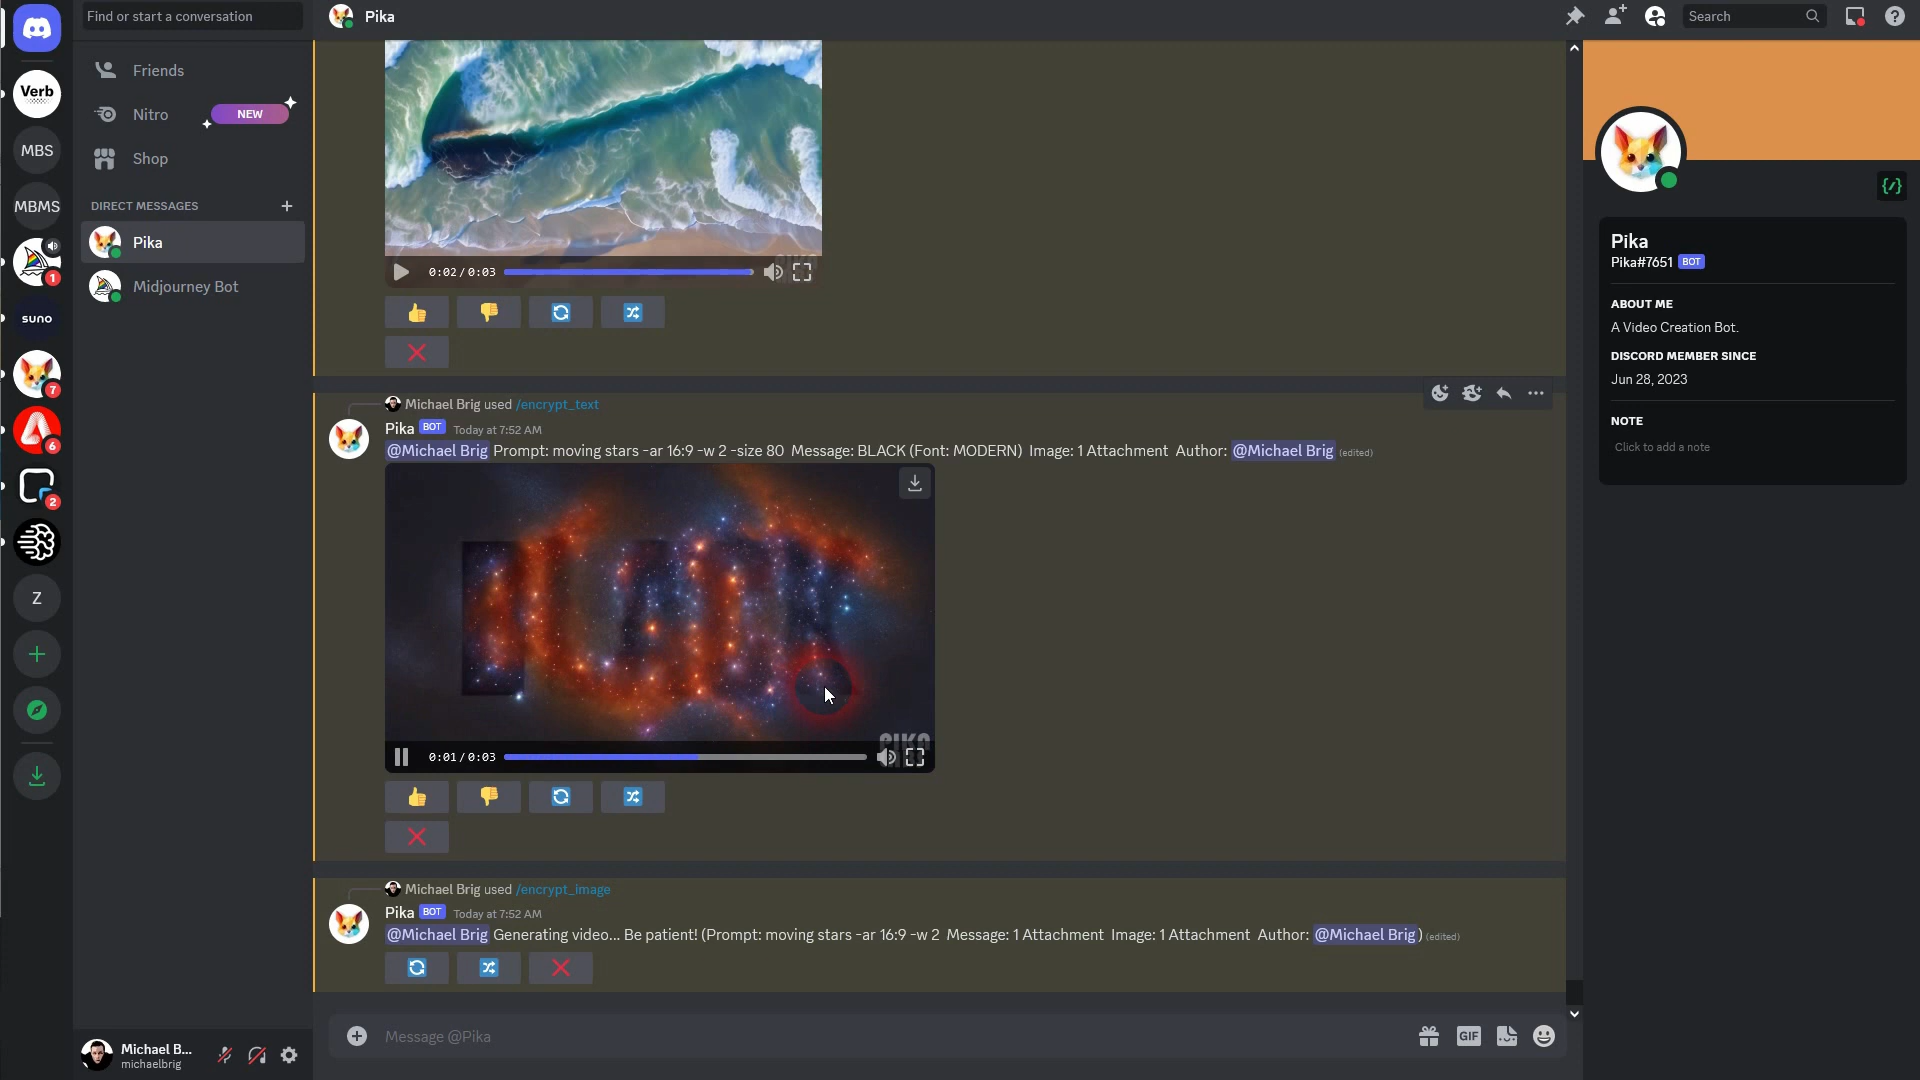 Find or start a conversation
Pika
Search
Friends
Nitro
NEW
Shop
DIRECT MESSAGES
Pika
Midjourney Bot
Verb
MBS
MBMS
1
suno
7
6
2
Z
0:02/0:03
Michael Brig used /encrypt_text
Pika BOT Today at 7:52 AM
@Michael Brig Prompt: moving stars -ar 16:9 -w 2 -size 80 Message: BLACK (Font: MODERN) Image: 1 Attachment Author: @Michael Brig (edited)
0:01/0:03
Michael Brig used /encrypt_image
Pika BOT Today at 7:52 AM
@Michael Brig Generating video... Be patient! (Prompt: moving stars -ar 16:9 -w 2 Message: 1 Attachment Image: 1 Attachment Author: @Michael Brig) (edited)
Message @Pika
GIF
Michael B...
michaelbrig
Pika
Pika#7651 BOT
ABOUT ME
A Video Creation Bot.
DISCORD MEMBER SINCE
Jun 28, 2023
NOTE
Click to add a note